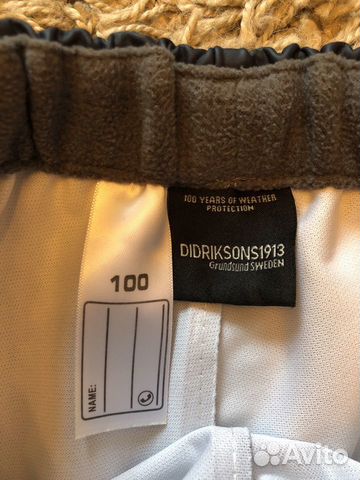 100 YEARS OF WEATHER
PROTECTION
DIDRIKSONS1913
Grundsund SWEDEN
100
NAME:
Avito